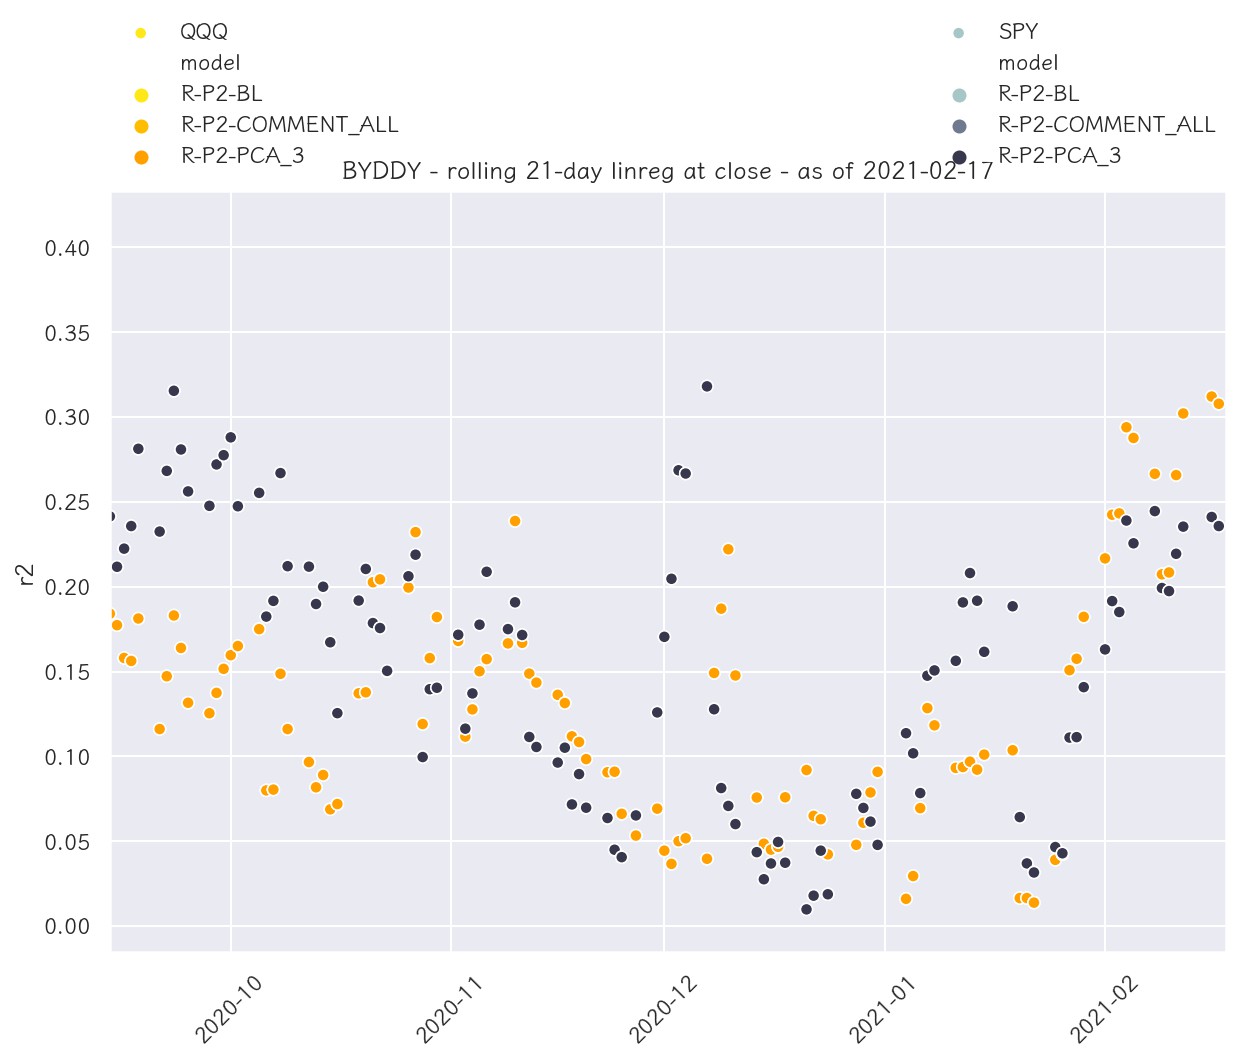 QQQ
model
R-P2-BL
R-P2-COMMENT_ALL
R-P2-PCA_3
SPY
model
R-P2-BL
R-P2-COMMENT_ALL
R-P2-PCA_3
BYDDY - rolling 21-day linreg at close - as of 2021-02-17
0.40
0.35
0.30
0.25
0.20
0.15
0.10
0.05
0.00
r2
2020-10
2020-11
2020-12
2021-01
2021-02